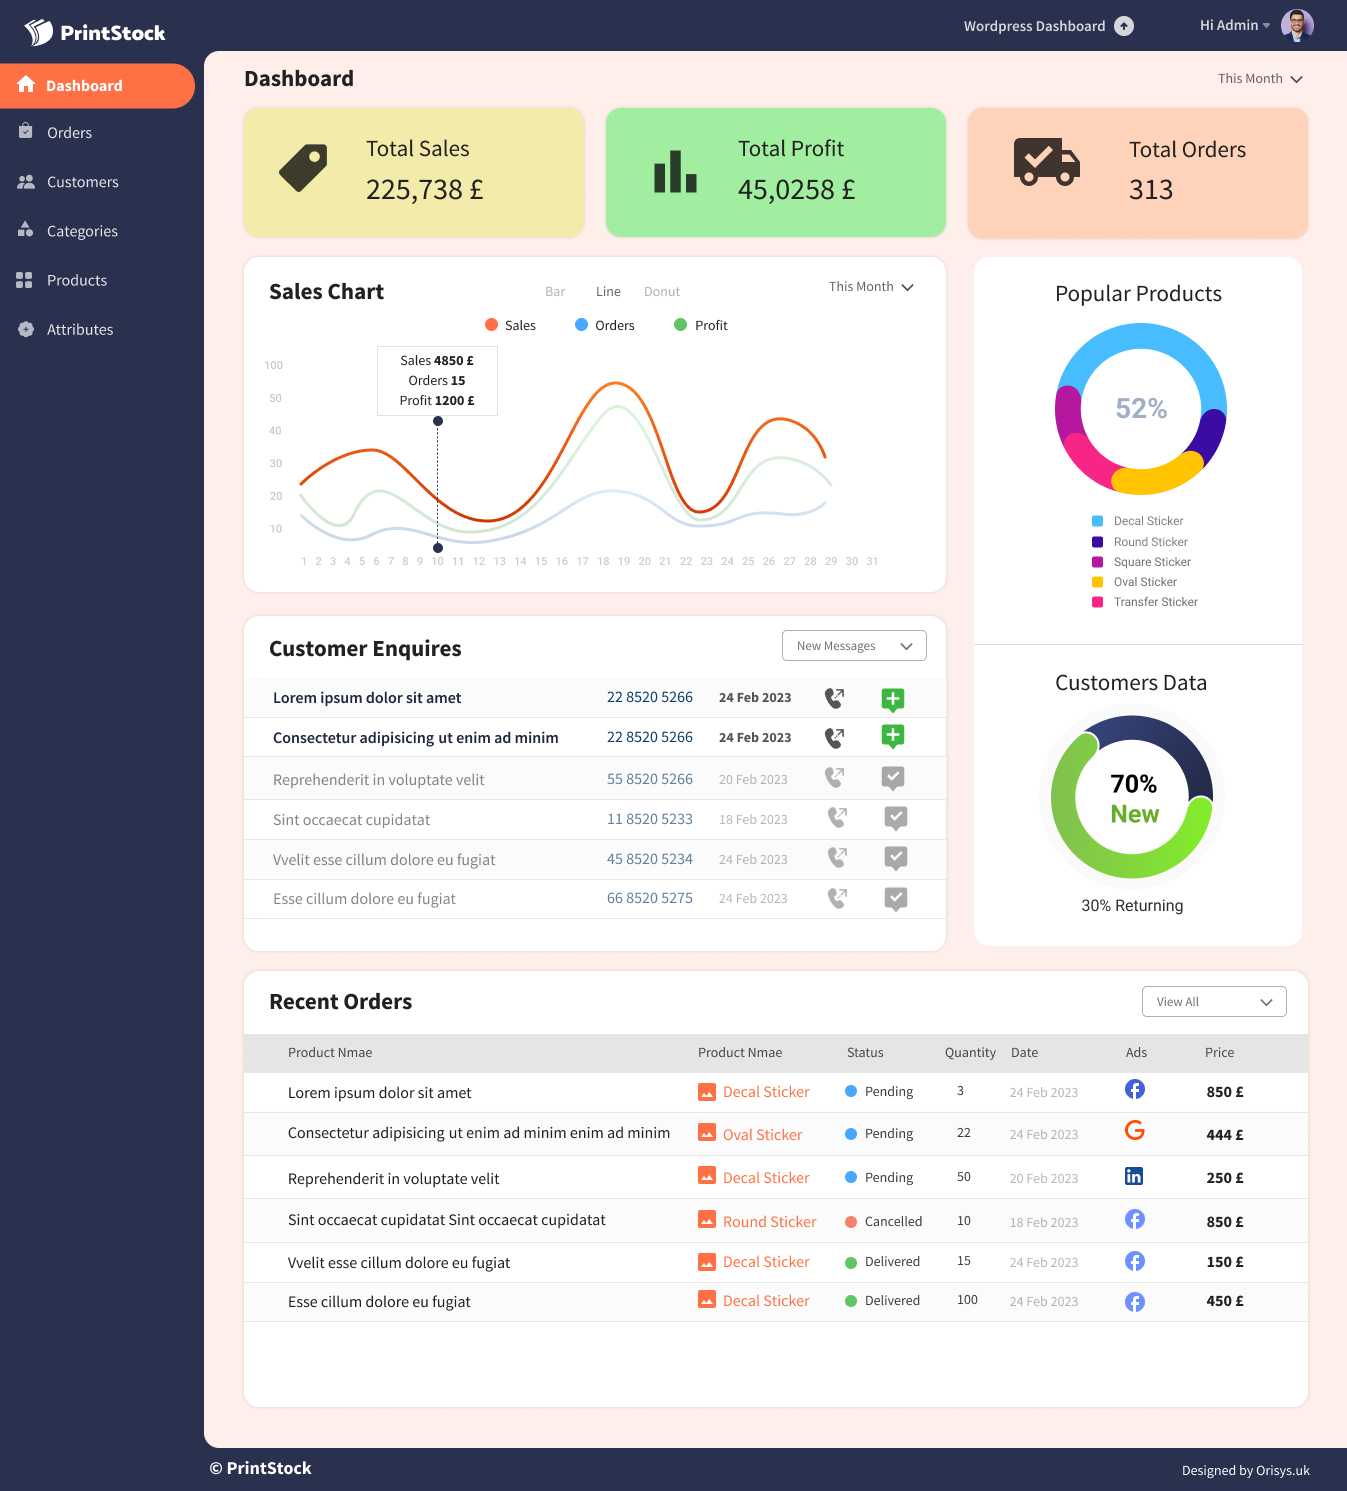 PrintStock
Wordpress Dashboard
Hi Admin
Dashboard
Orders
Customers
Categories
Products
Attributes
Dashboard
This Month
Total Sales
225,738 £
Total Profit
45,0258 £
Total Orders
313
Sales Chart
Bar Line Donut
This Month
Sales Orders Profit
Sales 4850 £
Orders 15
Profit 1200 £
100
50
40
30
20
10
1 2 3 4 5 6 7 8 9 10 11 12 13 14 15 16 17 18 19 20 21 22 23 24 25 26 27 28 29 30 31
Popular Products
52%
Decal Sticker
Round Sticker
Square Sticker
Oval Sticker
Transfer Sticker
Customer Enquires
New Messages
Lorem ipsum dolor sit amet 22 8520 5266 24 Feb 2023
Consectetur adipisicing ut enim ad minim 22 8520 5266 24 Feb 2023
Reprehenderit in voluptate velit 55 8520 5266 20 Feb 2023
Sint occaecat cupidatat 11 8520 5233 18 Feb 2023
Vvelit esse cillum dolore eu fugiat 45 8520 5234 24 Feb 2023
Esse cillum dolore eu fugiat 66 8520 5275 24 Feb 2023
Customers Data
70%
New
30% Returning
Recent Orders
View All
Product Nmae Product Nmae Status Quantity Date Ads Price
Lorem ipsum dolor sit amet Decal Sticker Pending 3 24 Feb 2023 850 £
Consectetur adipisicing ut enim ad minim enim ad minim Oval Sticker Pending 22 24 Feb 2023 444 £
Reprehenderit in voluptate velit Decal Sticker Pending 50 20 Feb 2023 in 250 £
Sint occaecat cupidatat Sint occaecat cupidatat Round Sticker Cancelled 10 18 Feb 2023 850 £
Vvelit esse cillum dolore eu fugiat Decal Sticker Delivered 15 24 Feb 2023 150 £
Esse cillum dolore eu fugiat Decal Sticker Delivered 100 24 Feb 2023 450 £
© PrintStock
Designed by Orisys.uk